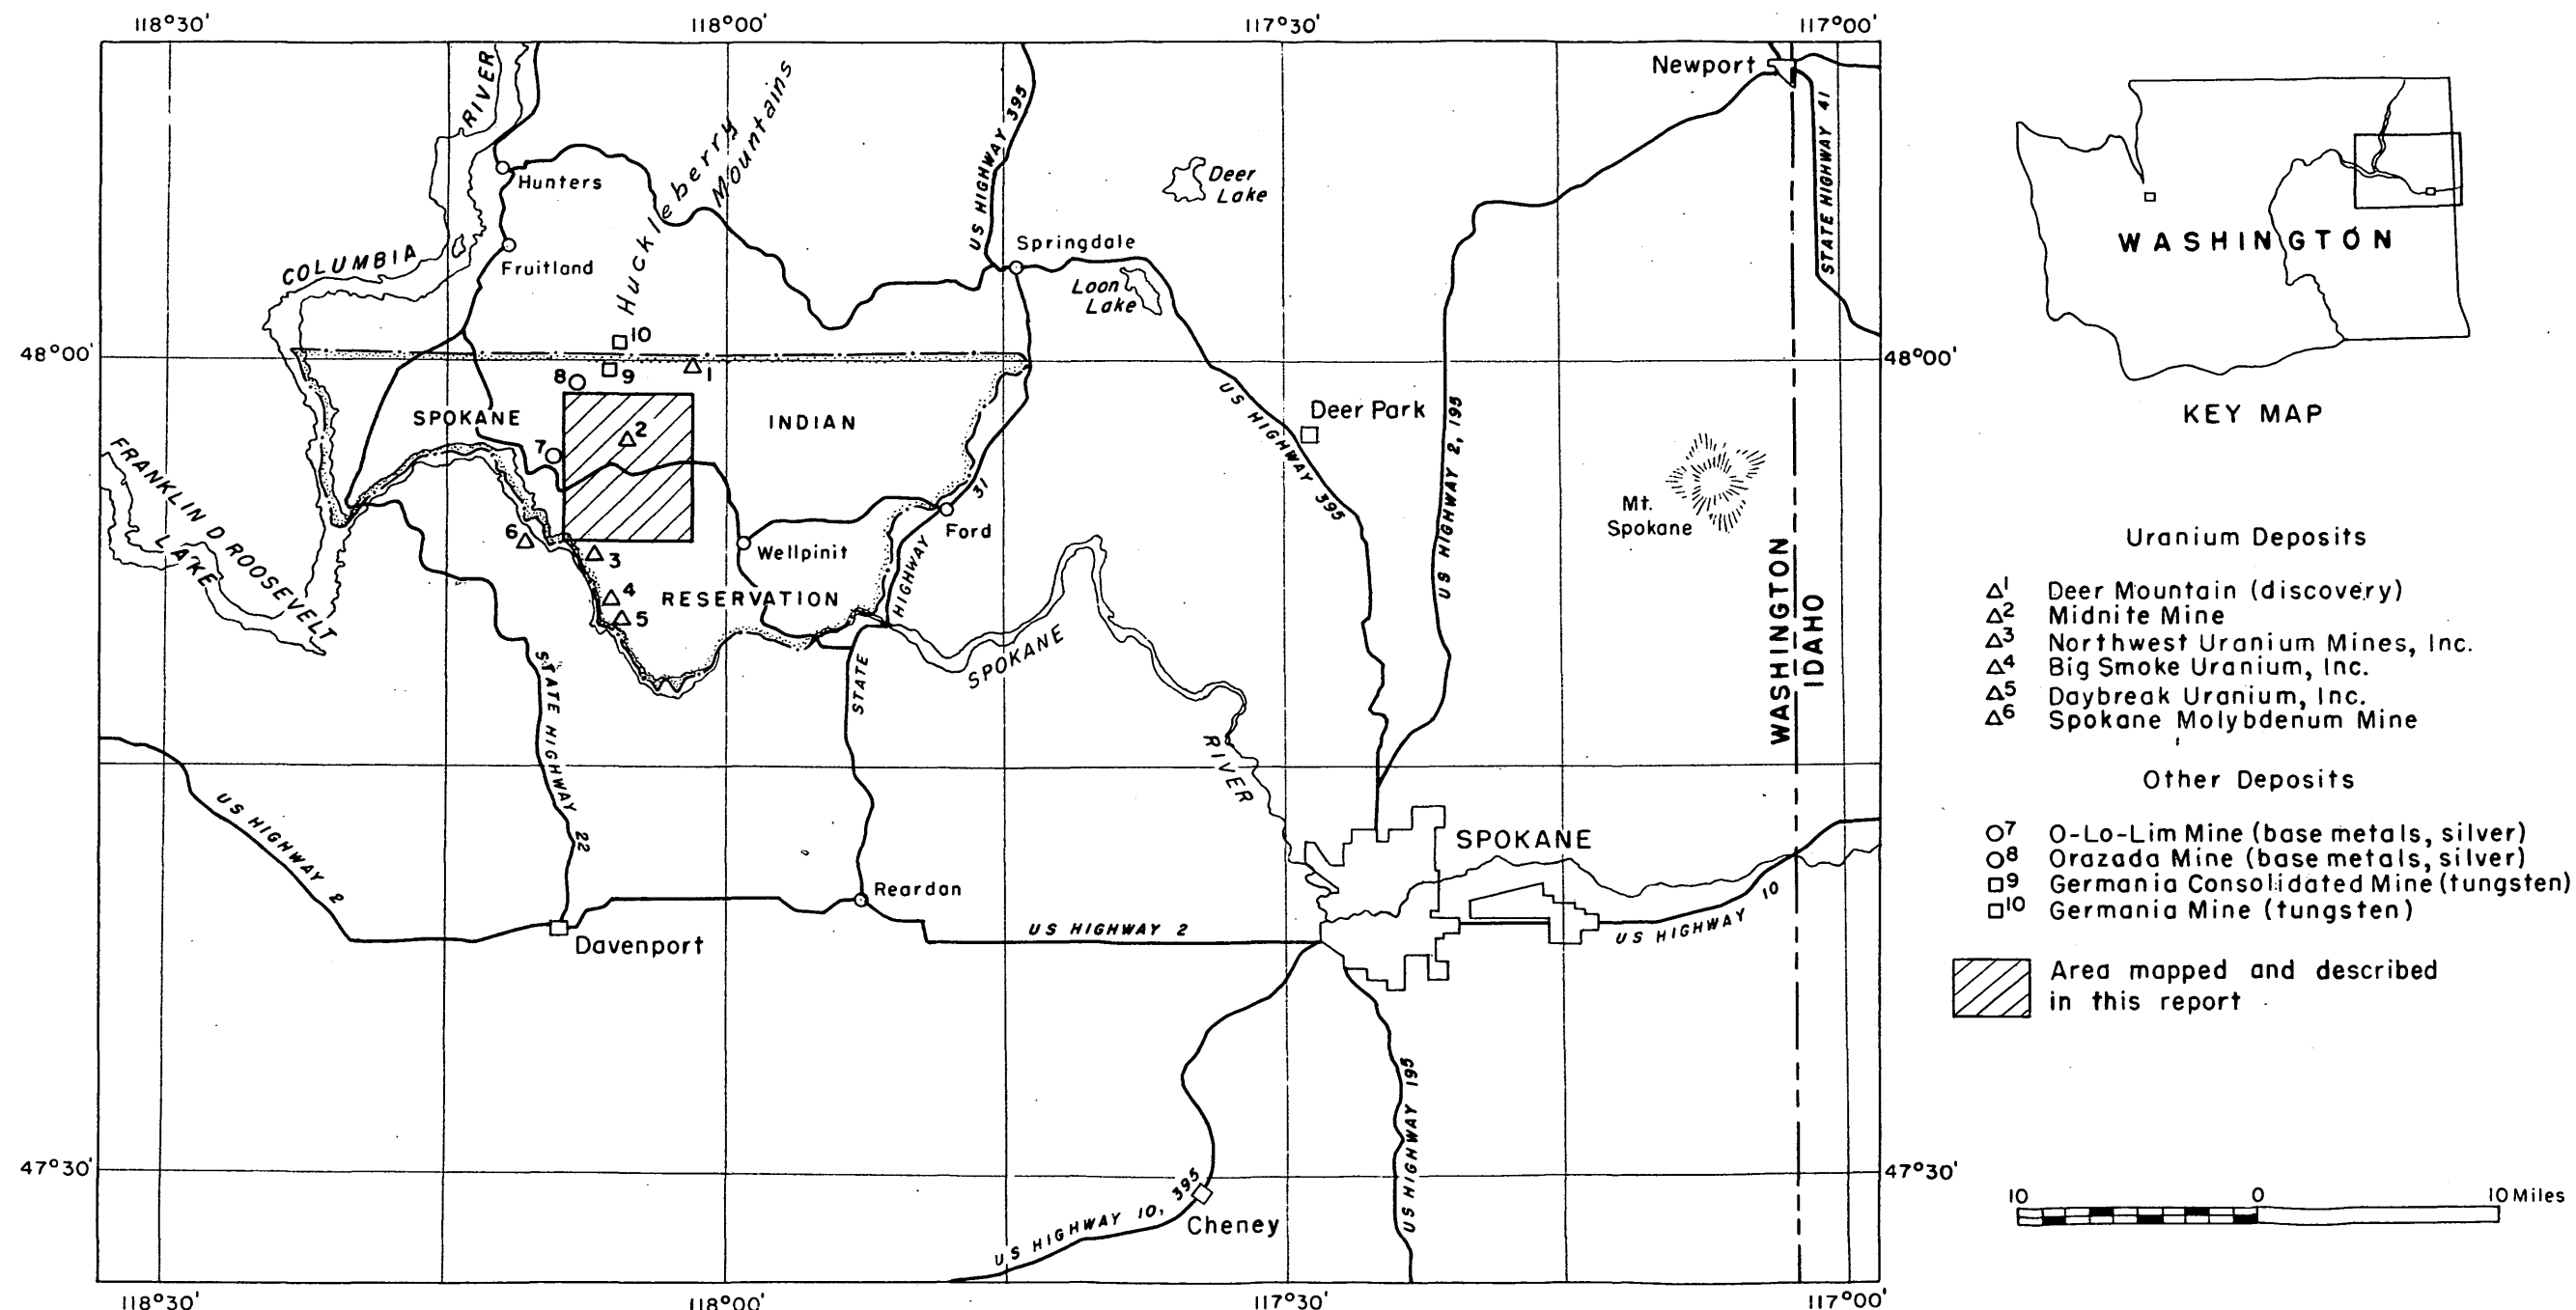 118°30'
118°00'
117°30'
117°00'
Newport
COLUMBIA
RIVER
Hunters
Fruitland
Huckleberry
Mountains
US HIGHWAY 395
Springdale
Deer
Lake
Loon
Lake
STATE HIGHWAY 41
48°00'
48°00'
10
9
8
1
2
7
SPOKANE
INDIAN
RESERVATION
FRANKLIN D ROOSEVELT
LAKE
6
3
4
5
Wellpinit
Ford
STATE
HIGHWAY
31
US HIGHWAY 395
Deer Park
US HIGHWAY 2, 195
Mt.
Spokane
WASHINGTON
IDAHO
SPOKANE
RIVER
US HIGHWAY 2
STATE HIGHWAY 22
Davenport
Reardan
US HIGHWAY 2
SPOKANE
US HIGHWAY 10
US HIGHWAY 10, 395
Cheney
US HIGHWAY 195
47°30'
47°30'
118°30'
118°00'
117°30'
117°00'
WASHINGTON
KEY MAP
Uranium Deposits
1 Deer Mountain (discovery)
2 Midnite Mine
3 Northwest Uranium Mines, Inc.
4 Big Smoke Uranium, Inc.
5 Daybreak Uranium, Inc.
6 Spokane Molybdenum Mine
Other Deposits
7 O-Lo-Lim Mine (base metals, silver)
8 Orazada Mine (base metals, silver)
9 Germania Consolidated Mine (tungsten)
10 Germania Mine (tungsten)
Area mapped and described
in this report
10 0 10 Miles